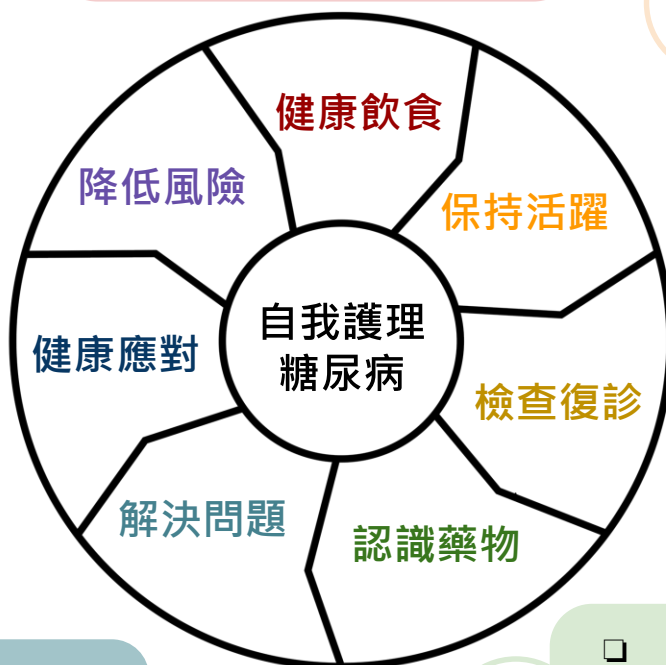 健康飲食
保持活躍
檢查復診
認識藥物
解決問題
健康應對
降低風險
自我護理
糖尿病